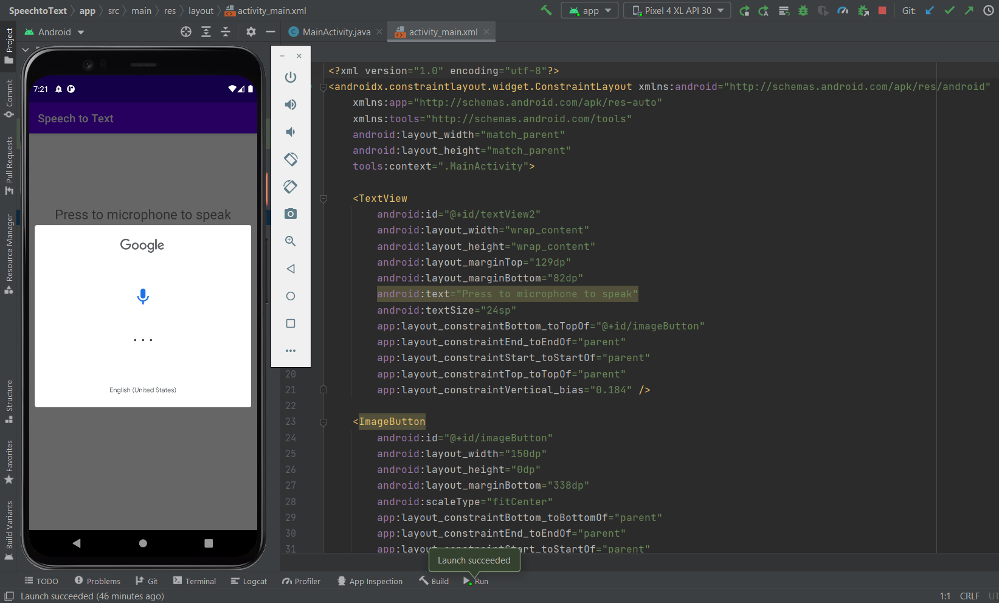 SpeechtoText app src main res layout activity_main.xml
app Pixel 4 XL API 30 Git:
Android
MainActivity.java activity_main.xml
Project
Commit
Pull Requests
Resource Manager
Structure
Favorites
Build Variants
7:21
Speech to Text
Press to microphone to speak
Google
...
English (United States)
<?xml version="1.0" encoding="utf-8"?>
<androidx.constraintlayout.widget.ConstraintLayout xmlns:android="http://schemas.android.com/apk/res/android"
xmlns:app="http://schemas.android.com/apk/res-auto"
xmlns:tools="http://schemas.android.com/tools"
android:layout_width="match_parent"
android:layout_height="match_parent"
tools:context=".MainActivity">
<TextView
android:id="@+id/textView2"
android:layout_width="wrap_content"
android:layout_height="wrap_content"
android:layout_marginTop="129dp"
android:layout_marginBottom="82dp"
android:text="Press to microphone to speak"
android:textSize="24sp"
app:layout_constraintBottom_toTopOf="@+id/imageButton"
app:layout_constraintEnd_toEndOf="parent"
app:layout_constraintStart_toStartOf="parent"
20 app:layout_constraintTop_toTopOf="parent"
21 app:layout_constraintVertical_bias="0.184" />
22
23 <ImageButton
24 android:id="@+id/imageButton"
25 android:layout_width="150dp"
26 android:layout_height="0dp"
27 android:layout_marginBottom="338dp"
28 android:scaleType="fitCenter"
29 app:layout_constraintBottom_toBottomOf="parent"
30 app:layout_constraintEnd_toEndOf="parent"
31 app:layout_constraintStart_toStartOf="parent"
Launch succeeded
TODO Problems Git Terminal Logcat Profiler App Inspection Build Run
Launch succeeded (46 minutes ago) 1:1 CRLF UT